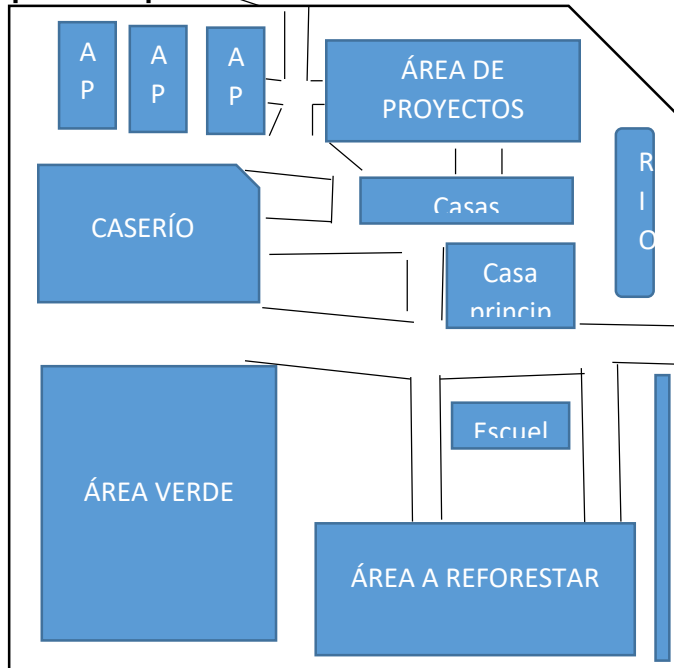 A
P
A
P
A
P
ÁREA DE
PROYECTOS
R
I
O
CASERÍO
Casas
Casa
princip
Escuel
ÁREA VERDE
ÁREA A REFORESTAR